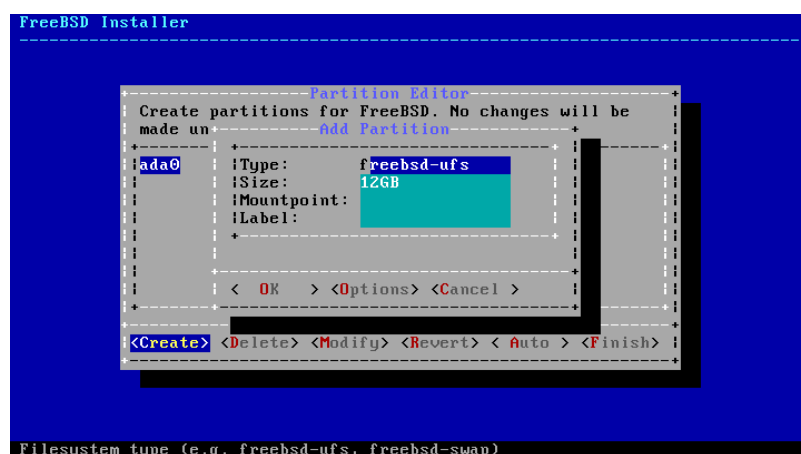 FreeBSD Installer
Partition Editor
Create partitions for FreeBSD. No changes will be
made un
Add Partition
ada0
Type: freebsd-ufs
Size: 12GB
Mountpoint:
Label:
< OK > <Options> <Cancel >
<Create> <Delete> <Modify> <Revert> < Auto > <Finish>
Filesystem type (e.g. freebsd-ufs, freebsd-swap)